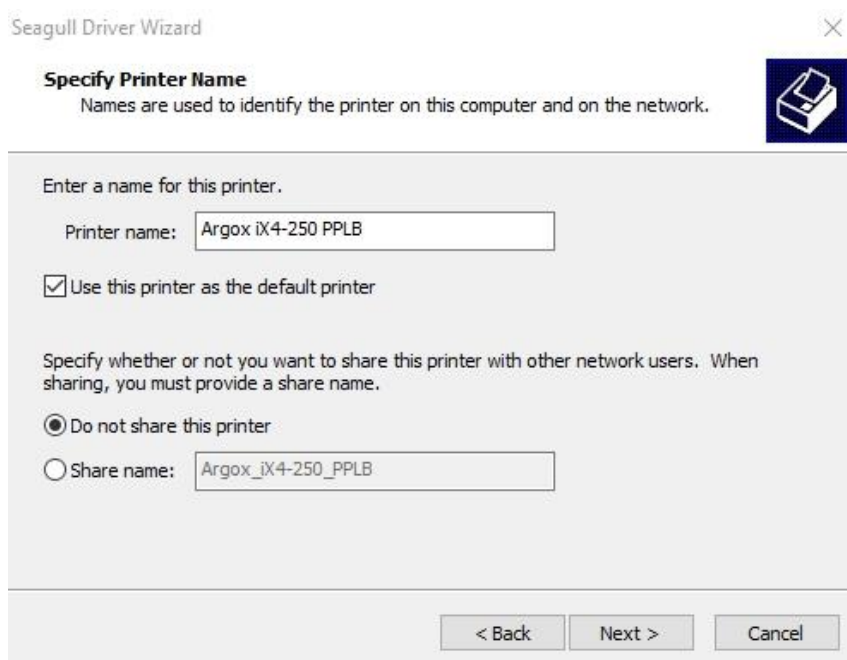 Seagull Driver Wizard
Specify Printer Name
Names are used to identify the printer on this computer and on the network.
Enter a name for this printer.
Printer name: Argox iX4-250 PPLB
Use this printer as the default printer
Specify whether or not you want to share this printer with other network users. When
sharing, you must provide a share name.
Do not share this printer
Share name: Argox_iX4-250_PPLB
< Back Next > Cancel